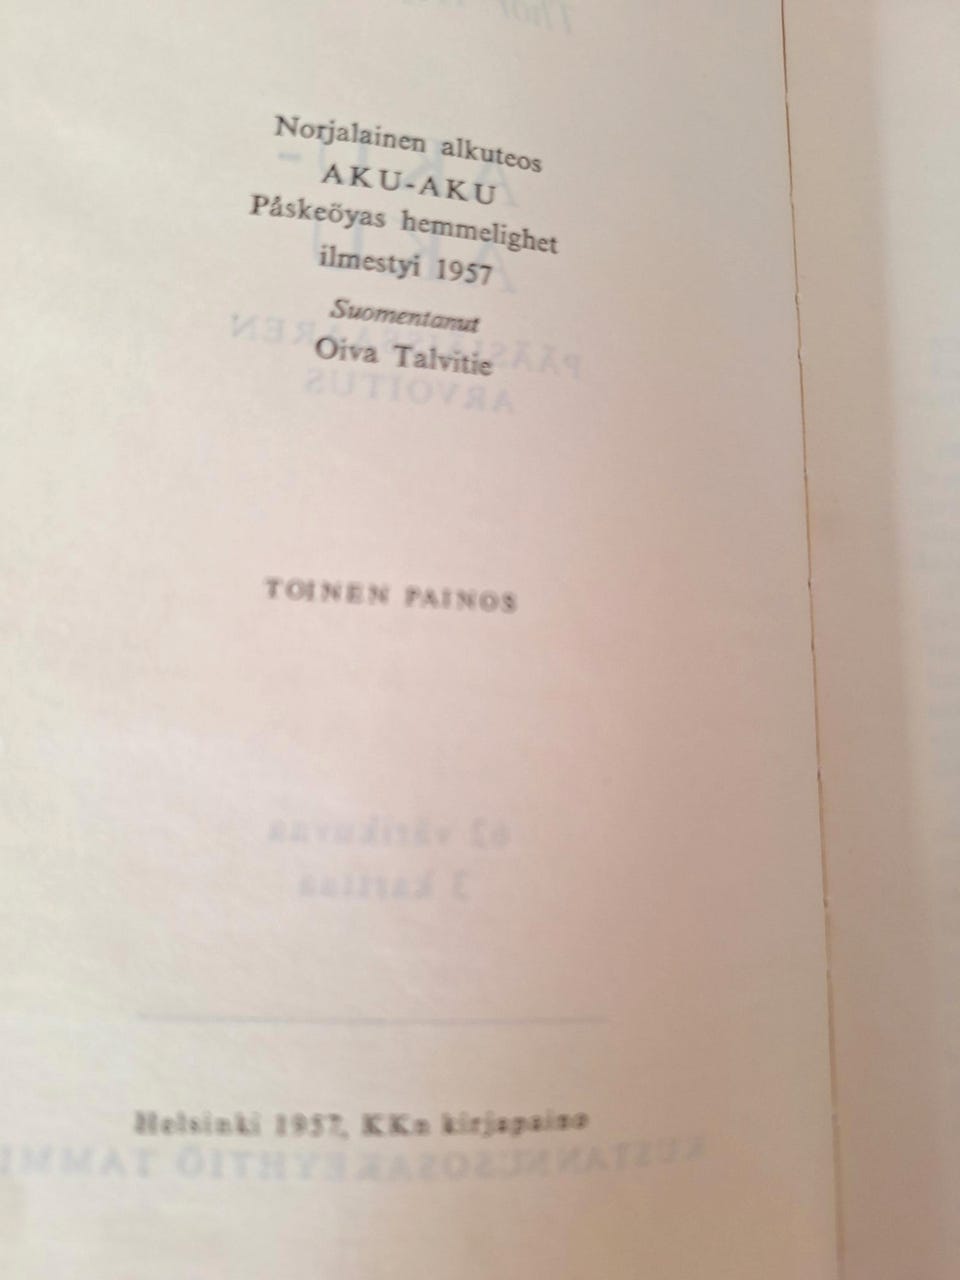 Norjalainen alkuteos
AKU-AKU
Påskeöyas hemmelighet
ilmestyi 1957
Suomentanut
Oiva Talvitie
TOINEN PAINOS
Helsinki 1957, KKn kirjapaino